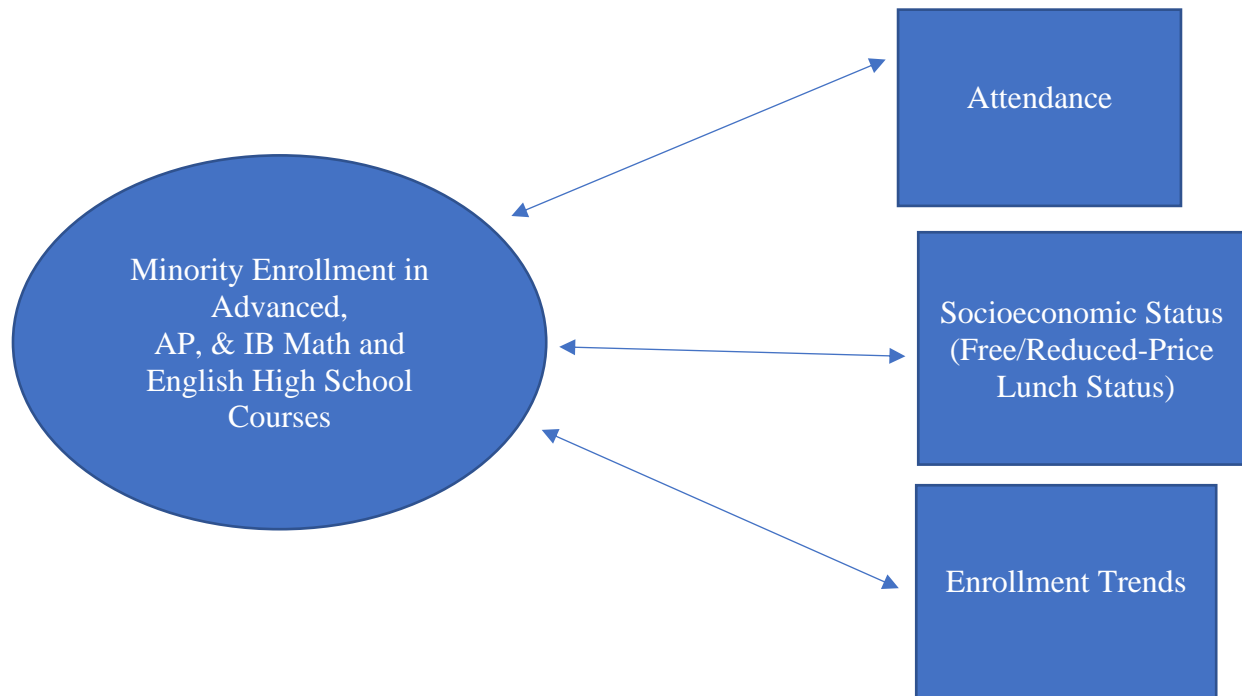 Minority Enrollment in
Advanced,
AP, & IB Math and
English High School
Courses
Attendance
Socioeconomic Status
(Free/Reduced-Price
Lunch Status)
Enrollment Trends